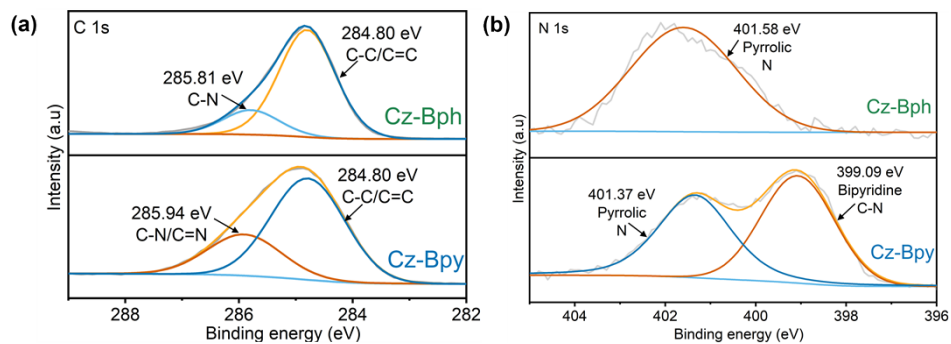 (a)
C 1s
284.80 eV
C-C/C=C
285.81 eV
C-N
Cz-Bph
284.80 eV
C-C/C=C
285.94 eV
C-N/C=N
Cz-Bpy
Intensity (a.u)
288 286 284 282
Binding energy (eV)
(b)
N 1s
401.58 eV
Pyrrolic
N
Cz-Bph
399.09 eV
Bipyridine
C-N
401.37 eV
Pyrrolic
N
Cz-Bpy
Intensity (a.u)
404 402 400 398 396
Binding energy (eV)